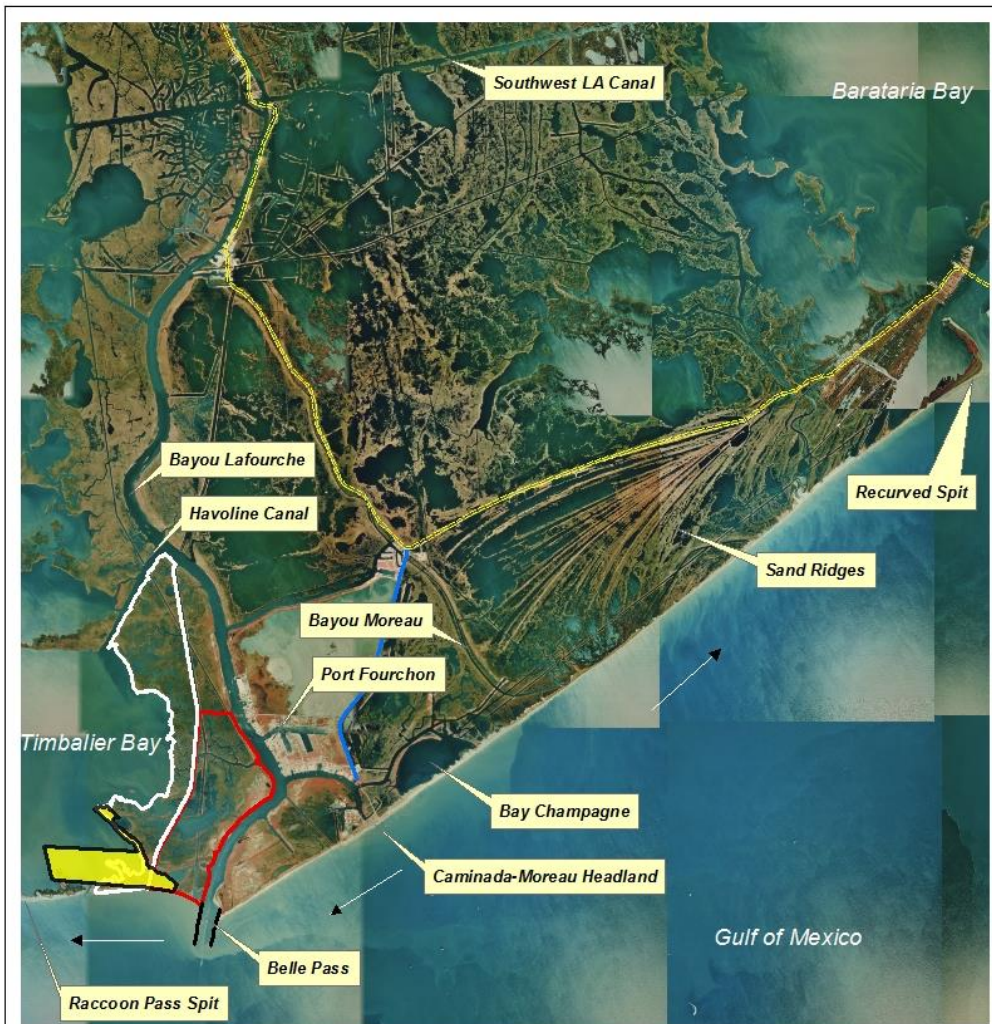 Southwest LA Canal
Barataria Bay
Bayou Lafourche
Havoline Canal
Recurved Spit
Sand Ridges
Bayou Moreau
Port Fourchon
Timbalier Bay
Bay Champagne
Caminada-Moreau Headland
Gulf of Mexico
Belle Pass
Raccoon Pass Spit